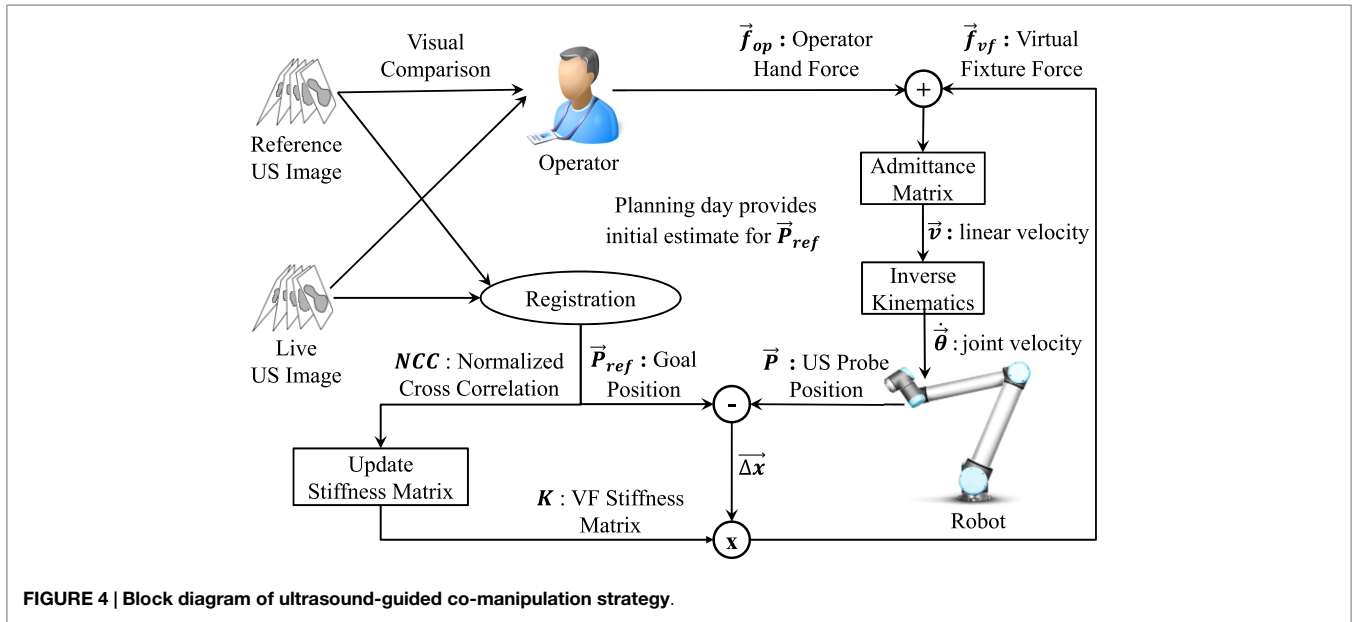 Visual
Comparison
Reference
US Image
Operator
f_op : Operator
Hand Force
f_vf : Virtual
Fixture Force
+
Admittance
Matrix
Planning day provides
initial estimate for P_ref
v : linear velocity
Inverse
Kinematics
Registration
θ̇ : joint velocity
Live
US Image
NCC : Normalized
Cross Correlation
P_ref : Goal
Position
P : US Probe
Position
-
Update
Stiffness Matrix
Δx
K : VF Stiffness
Matrix
x
Robot
FIGURE 4 | Block diagram of ultrasound-guided co-manipulation strategy.